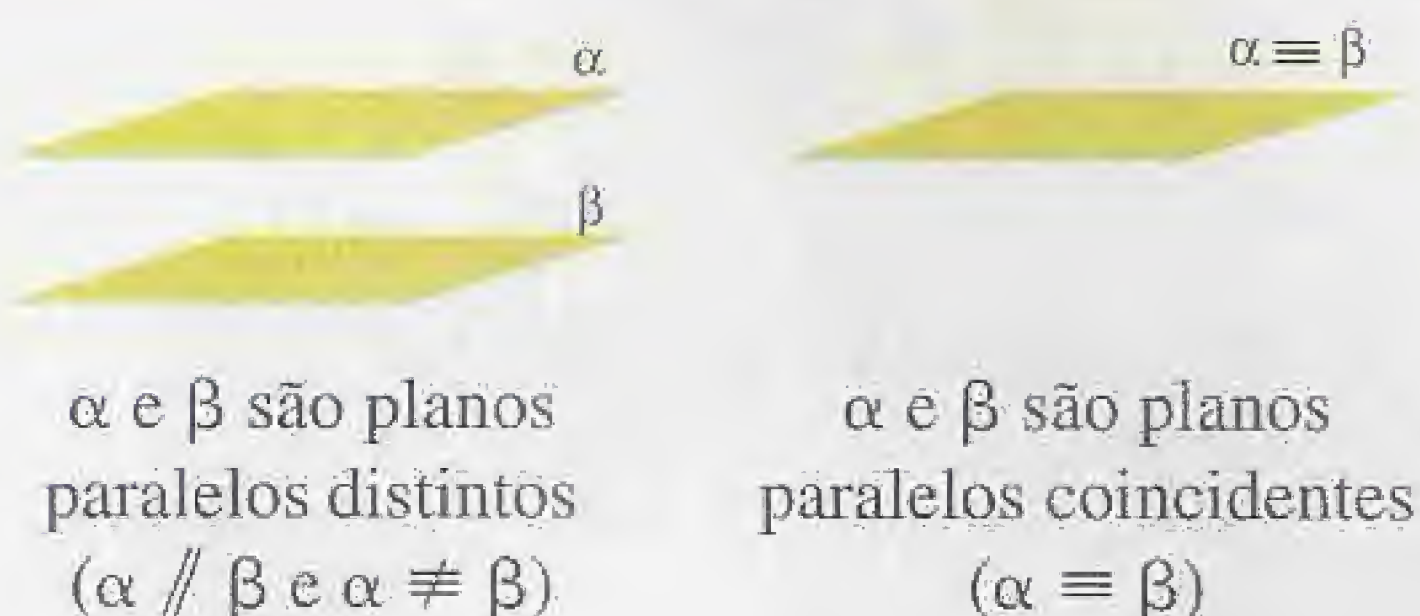 α
α ≡ β
β
α e β são planos
paralelos distintos
(α // β e α ≢ β)
α e β são planos
paralelos coincidentes
(α ≡ β)